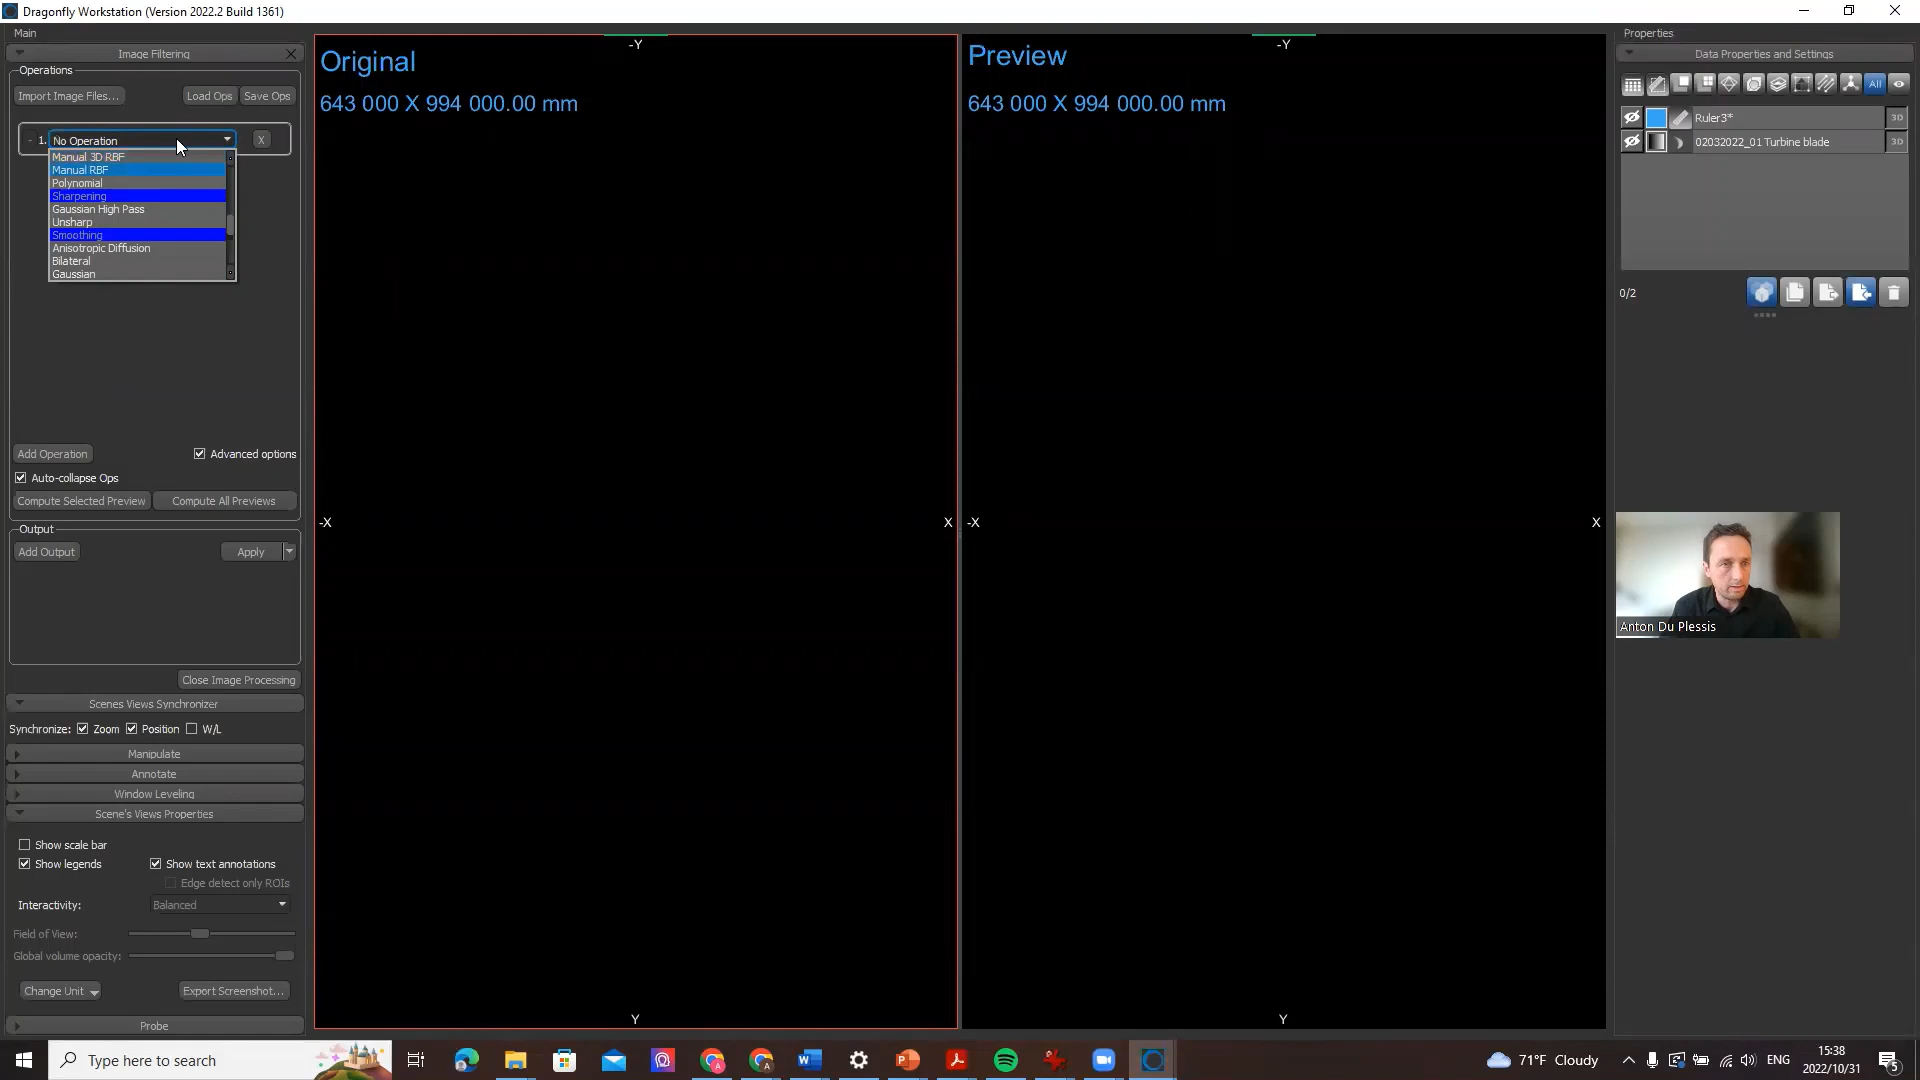 Dragonfly Workstation (Version 2022.2 Build 1361)
Main
Image Filtering
Operations
Import Image Files...
Load Ops
Save Ops
1.
No Operation
X
Manual 3D RBF
Manual RBF
Polynomial
Sharpening
Gaussian High Pass
Unsharp
Smoothing
Anisotropic Diffusion
Bilateral
Gaussian
Add Operation
Advanced options
Auto-collapse Ops
Compute Selected Preview
Compute All Previews
Output
Add Output
Apply
Close Image Processing
Scenes Views Synchronizer
Synchronize:
Zoom
Position
W/L
Manipulate
Annotate
Window Leveling
Scene's Views Properties
Show scale bar
Show legends
Show text annotations
Edge detect only ROIs
Interactivity:
Balanced
Field of View:
Global volume opacity:
Change Unit
Export Screenshot...
Probe
Original
643 000 X 994 000.00 mm
-Y
-X
X
Y
Preview
643 000 X 994 000.00 mm
-Y
-X
X
Y
Properties
Data Properties and Settings
All
Ruler3*
3D
02032022_01 Turbine blade
3D
0/2
Anton Du Plessis
Type here to search
71°F Cloudy
ENG
15:38
2022/10/31
5